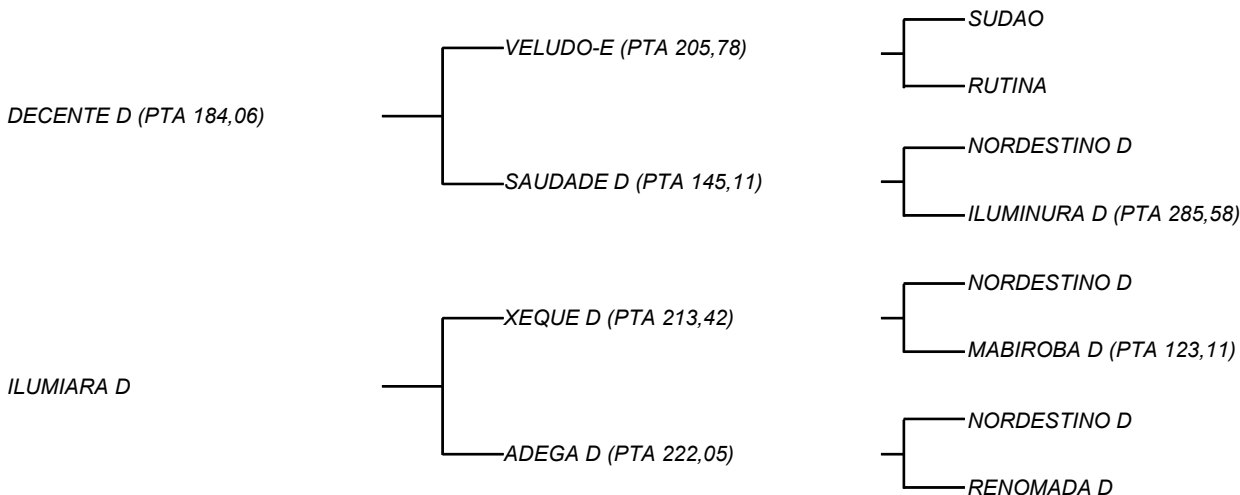 SUDAO
VELUDO-E (PTA 205,78)
RUTINA
DECENTE D (PTA 184,06)
NORDESTINO D
SAUDADE D (PTA 145,11)
ILUMINURA D (PTA 285,58)
NORDESTINO D
XEQUE D (PTA 213,42)
MABIROBA D (PTA 123,11)
ILUMIARA D
NORDESTINO D
ADEGA D (PTA 222,05)
RENOMADA D